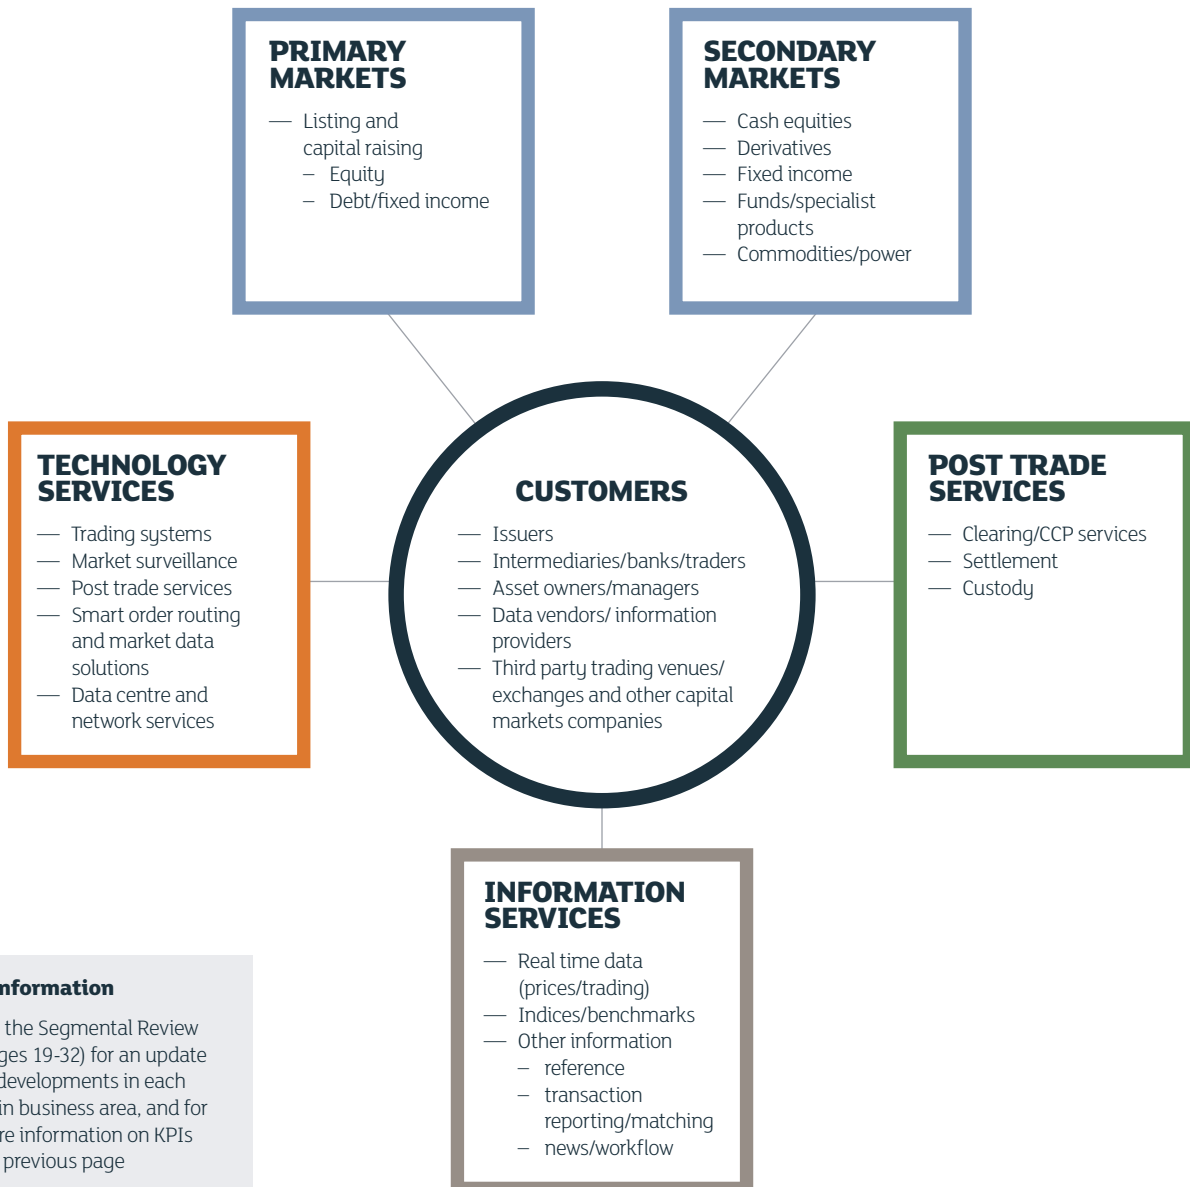 PRIMARY
MARKETS
— Listing and
capital raising
– Equity
– Debt/fixed income
SECONDARY
MARKETS
— Cash equities
— Derivatives
— Fixed income
— Funds/specialist
products
— Commodities/power
TECHNOLOGY
SERVICES
— Trading systems
— Market surveillance
— Post trade services
— Smart order routing
and market data
solutions
— Data centre and
network services
CUSTOMERS
— Issuers
— Intermediaries/banks/traders
— Asset owners/managers
— Data vendors/ information
providers
— Third party trading venues/
exchanges and other capital
markets companies
POST TRADE
SERVICES
— Clearing/CCP services
— Settlement
— Custody
INFORMATION
SERVICES
— Real time data
(prices/trading)
— Indices/benchmarks
— Other information
– reference
– transaction
reporting/matching
– news/workflow
the Segmental Review
19-32) for an update
developments in each
business area, and for
information on KPIs
previous page